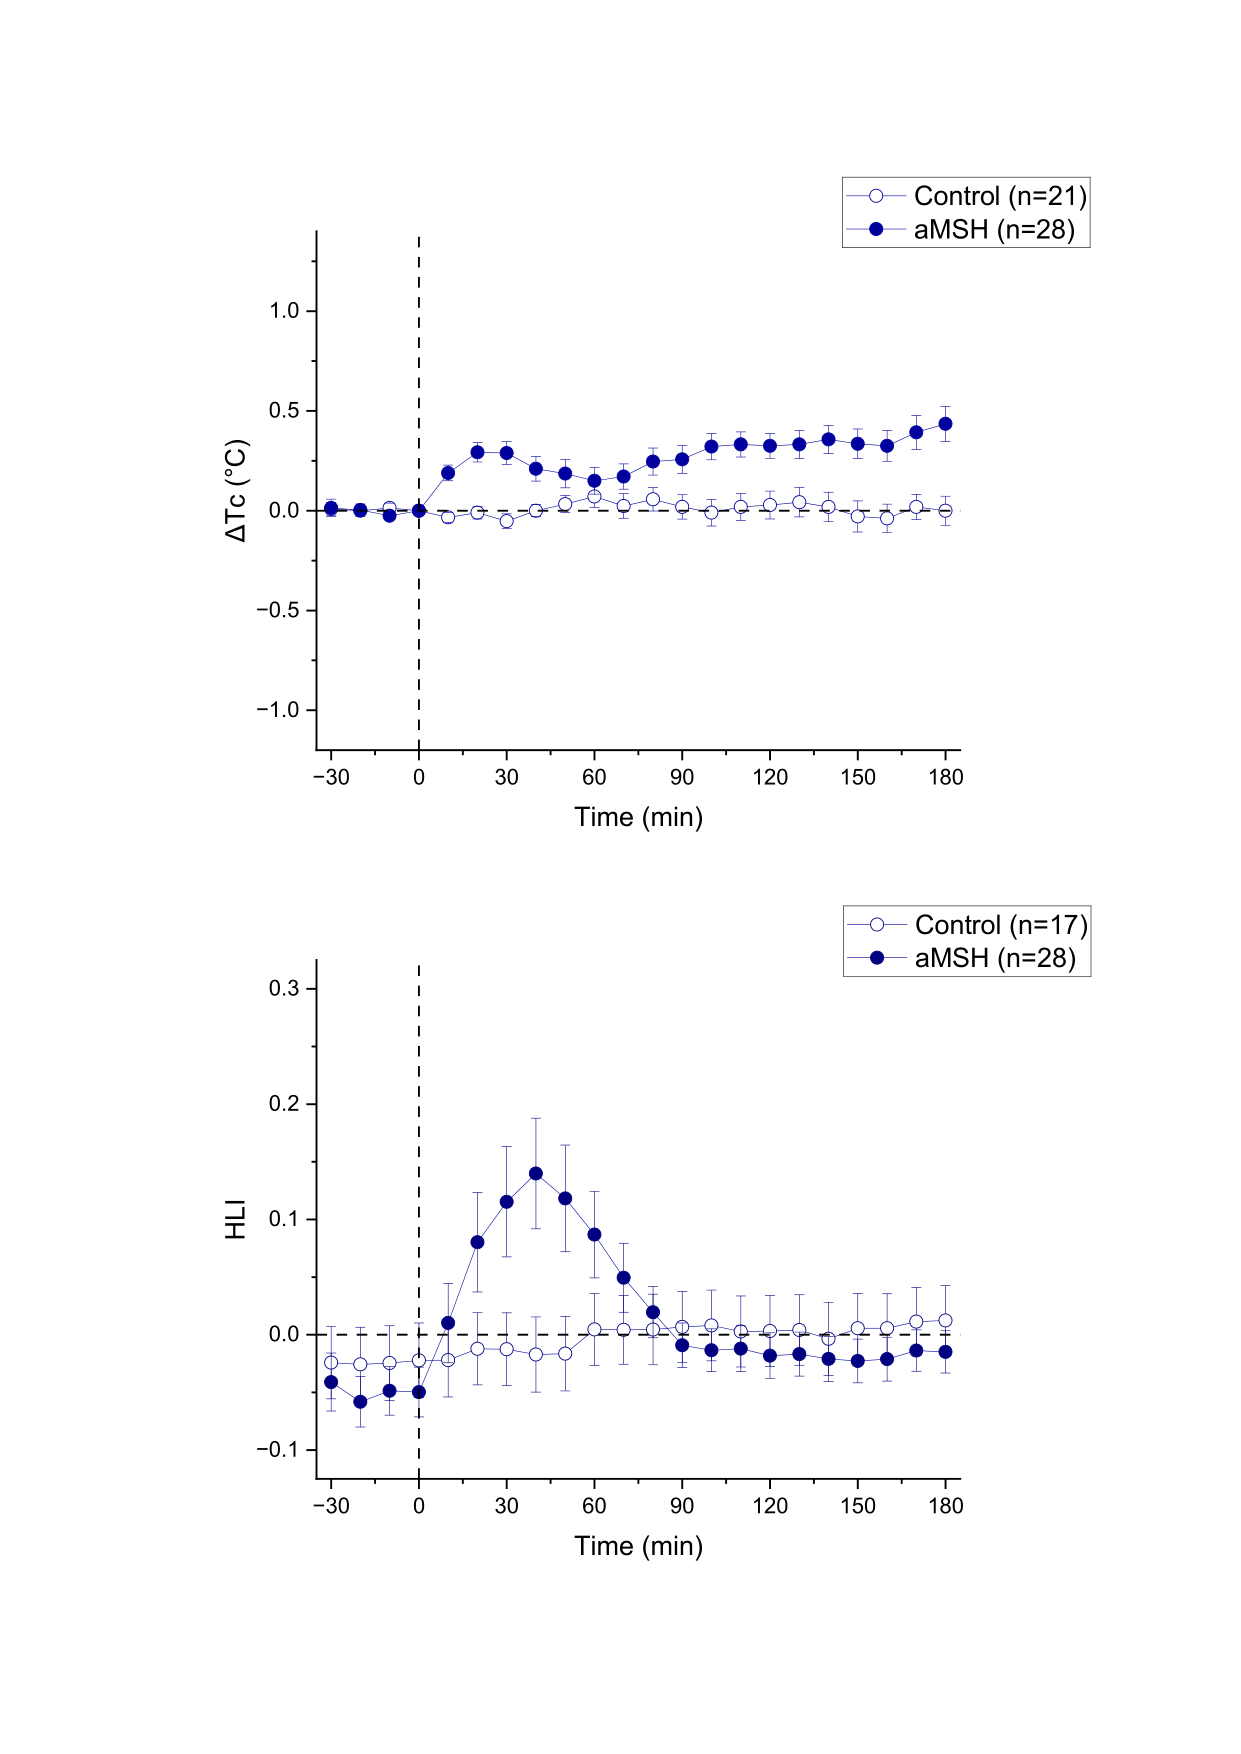 Control (n=21)
aMSH (n=28)
1.0
0.5
0.0
−0.5
−1.0
ΔTc (°C)
−30 0 30 60 90 120 150 180
Time (min)
Control (n=17)
aMSH (n=28)
0.3
0.2
0.1
0.0
−0.1
HLI
−30 0 30 60 90 120 150 180
Time (min)